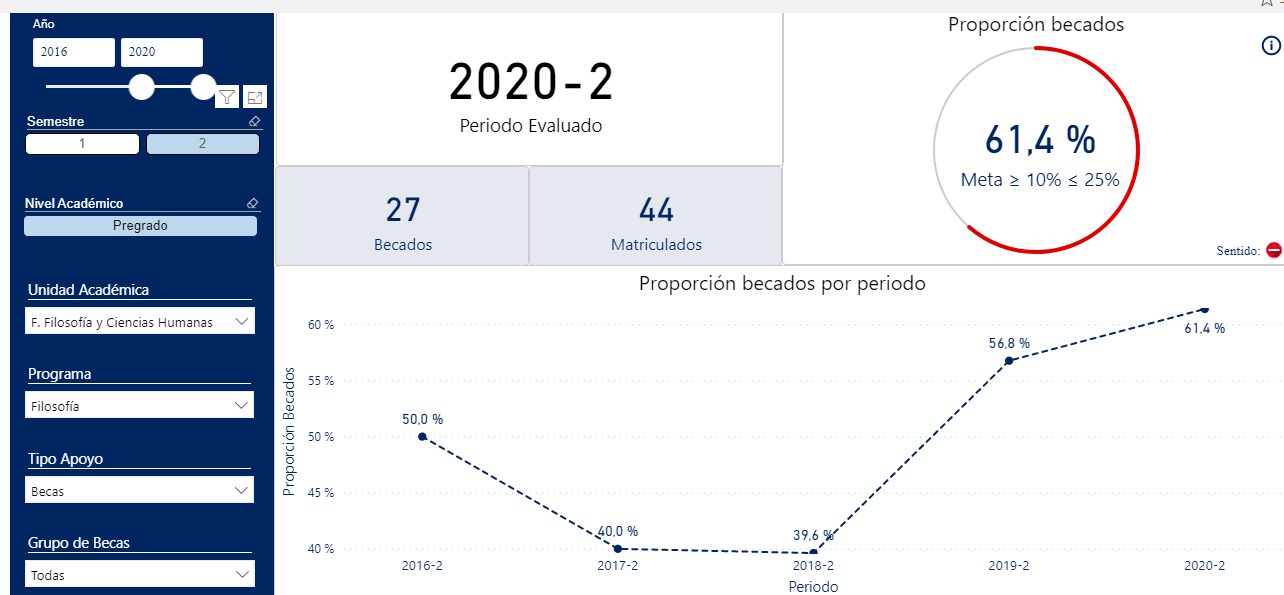 Año
2016
2020
Semestre
1
2
Nivel Académico
Pregrado
Unidad Académica
F. Filosofía y Ciencias Humanas
Programa
Filosofía
Tipo Apoyo
Becas
Grupo de Becas
Todas
2020-2
Periodo Evaluado
27
Becados
44
Matriculados
Proporción becados
61,4 %
Meta ≥ 10% ≤ 25%
Sentido:
Proporción becados por periodo
Proporción Becados
60 %
55 %
50 %
45 %
40 %
50,0 %
40,0 %
39,6 %
56,8 %
61,4 %
2016-2
2017-2
2018-2
2019-2
2020-2
Periodo